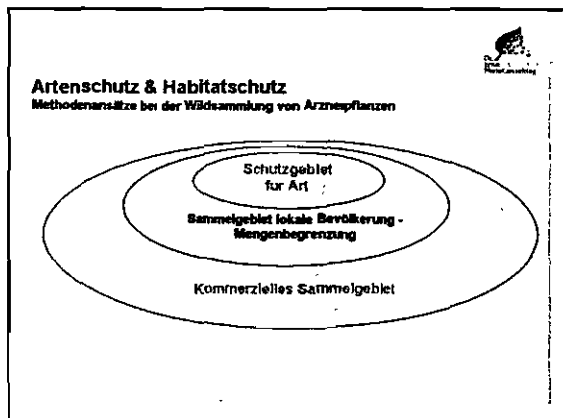 Artenschutz & Habitatschutz
Methodenansätze bei der Wildsammlung von Arzneipflanzen
Schutzgebiet
für Art
Sammelgebiet lokale Bevölkerung -
Mengenbegrenzung
Kommerzielles Sammelgebiet